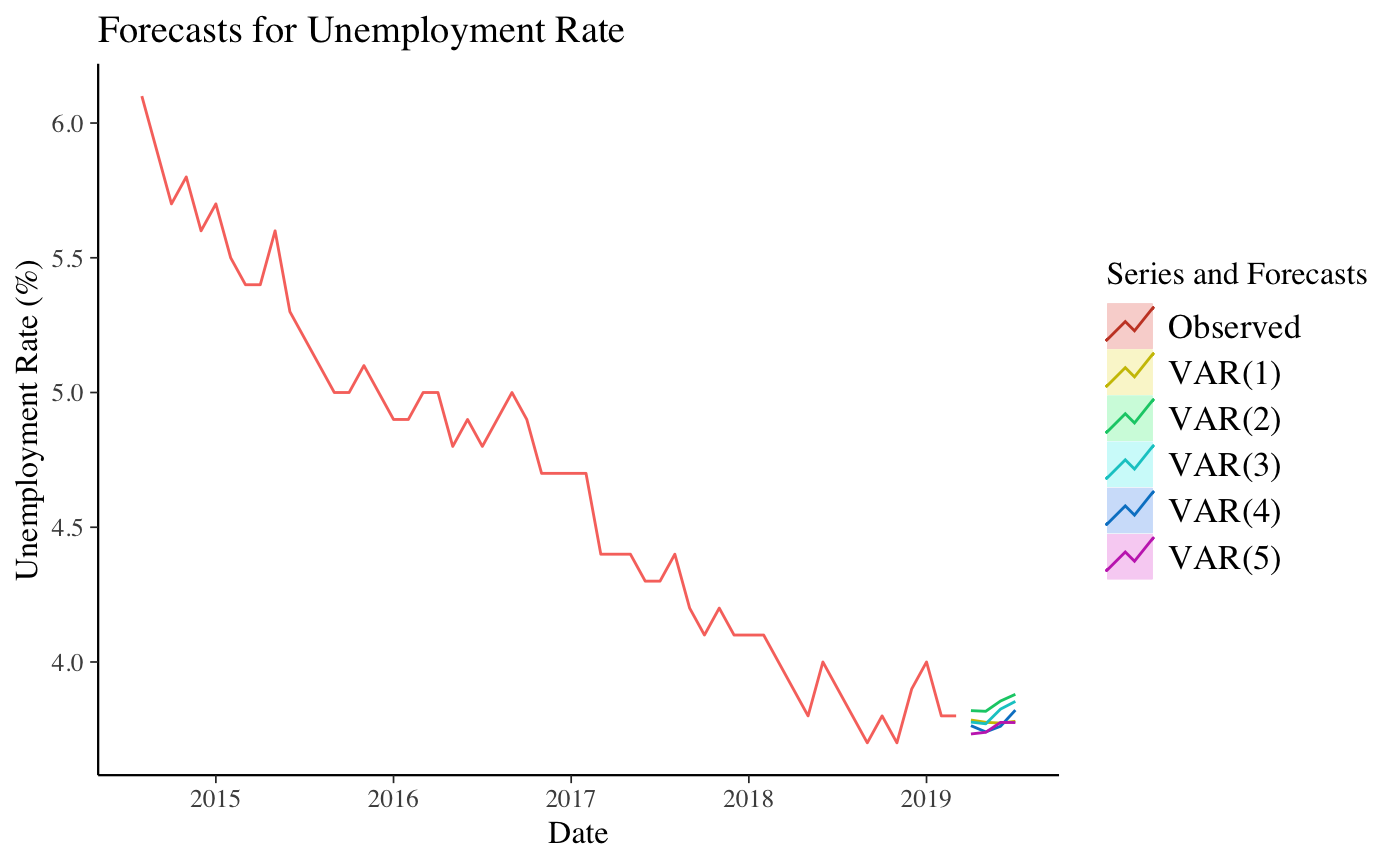 Forecasts for Unemployment Rate
Unemployment Rate (%)
6.0
5.5
5.0
4.5
4.0
2015 2016 2017 2018 2019
Date
Series and Forecasts
Observed
VAR(1)
VAR(2)
VAR(3)
VAR(4)
VAR(5)